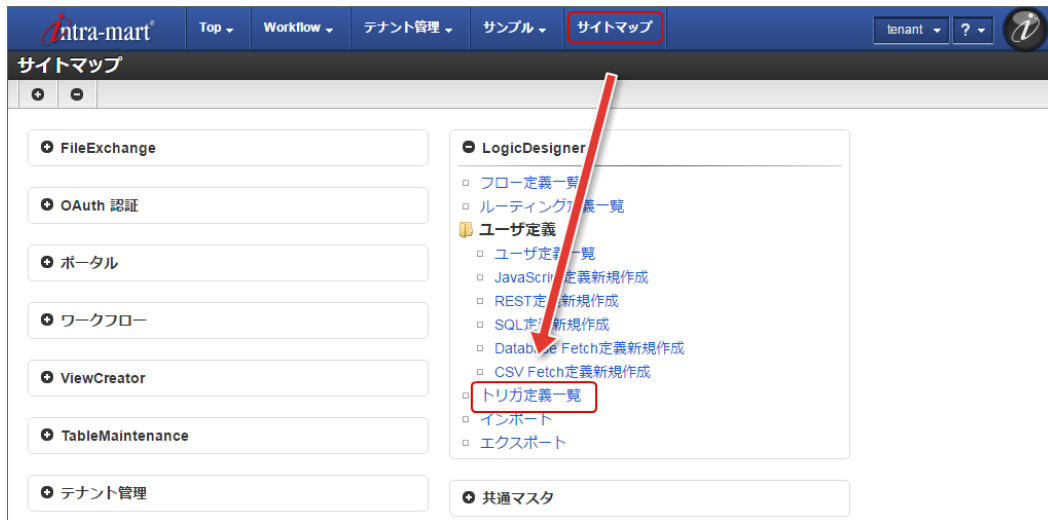 intra-mart Top Workflow テナント管理 サンプル サイトマップ tenant ?
サイトマップ
FileExchange
OAuth 認証
ポータル
ワークフロー
ViewCreator
TableMaintenance
テナント管理
LogicDesigner
フロー定義一覧
ルーティング定義一覧
ユーザ定義
ユーザ定義一覧
JavaScript定義新規作成
REST定義新規作成
SQL定義新規作成
Database Fetch定義新規作成
CSV Fetch定義新規作成
トリガ定義一覧
インポート
エクスポート
共通マスタ